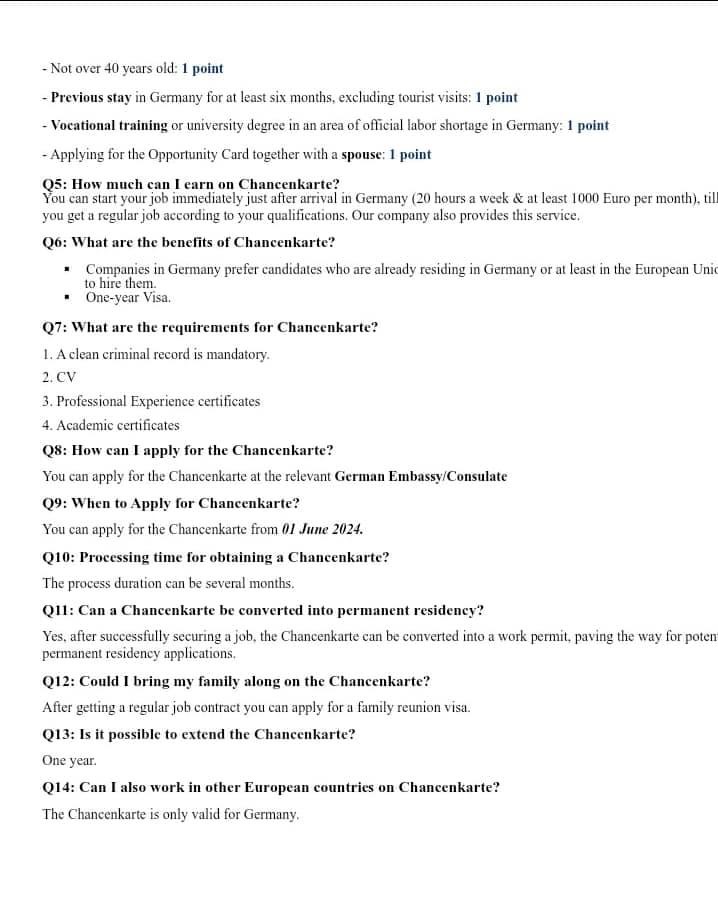 - Not over 40 years old: 1 point
- Previous stay in Germany for at least six months, excluding tourist visits: 1 point
- Vocational training or university degree in an area of official labor shortage in Germany: 1 point
- Applying for the Opportunity Card together with a spouse: 1 point
Q5: How much can I earn on Chancenkarte?
You can start your job immediately just after arrival in Germany (20 hours a week & at least 1000 Euro per month), till
you get a regular job according to your qualifications. Our company also provides this service.
Q6: What are the benefits of Chancenkarte?
▪ Companies in Germany prefer candidates who are already residing in Germany or at least in the European
to hire them.
▪ One-year Visa.
Q7: What are the requirements for Chancenkarte?
1. A clean criminal record is mandatory.
2. CV
3. Professional Experience certificates
4. Academic certificates
Q8: How can I apply for the Chancenkarte?
You can apply for the Chancenkarte at the relevant German Embassy/Consulate
Q9: When to Apply for Chancenkarte?
You can apply for the Chancenkarte from 01 June 2024.
Q10: Processing time for obtaining a Chancenkarte?
The process duration can be several months.
Q11: Can a Chancenkarte be converted into permanent residency?
Yes, after successfully securing a job, the Chancenkarte can be converted into a work permit, paving the way for
permanent residency applications.
Q12: Could I bring my family along on the Chancenkarte?
After getting a regular job contract you can apply for a family reunion visa.
Q13: Is it possible to extend the Chancenkarte?
One year.
Q14: Can I also work in other European countries on Chancenkarte?
The Chancenkarte is only valid for Germany.